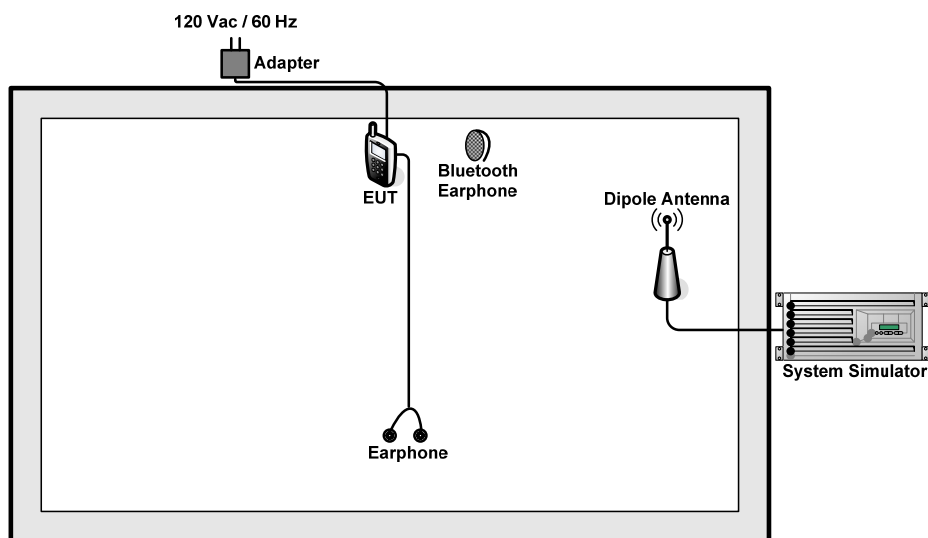 120 Vac / 60 Hz
Adapter
EUT
Bluetooth
Earphone
Dipole Antenna
System Simulator
Earphone